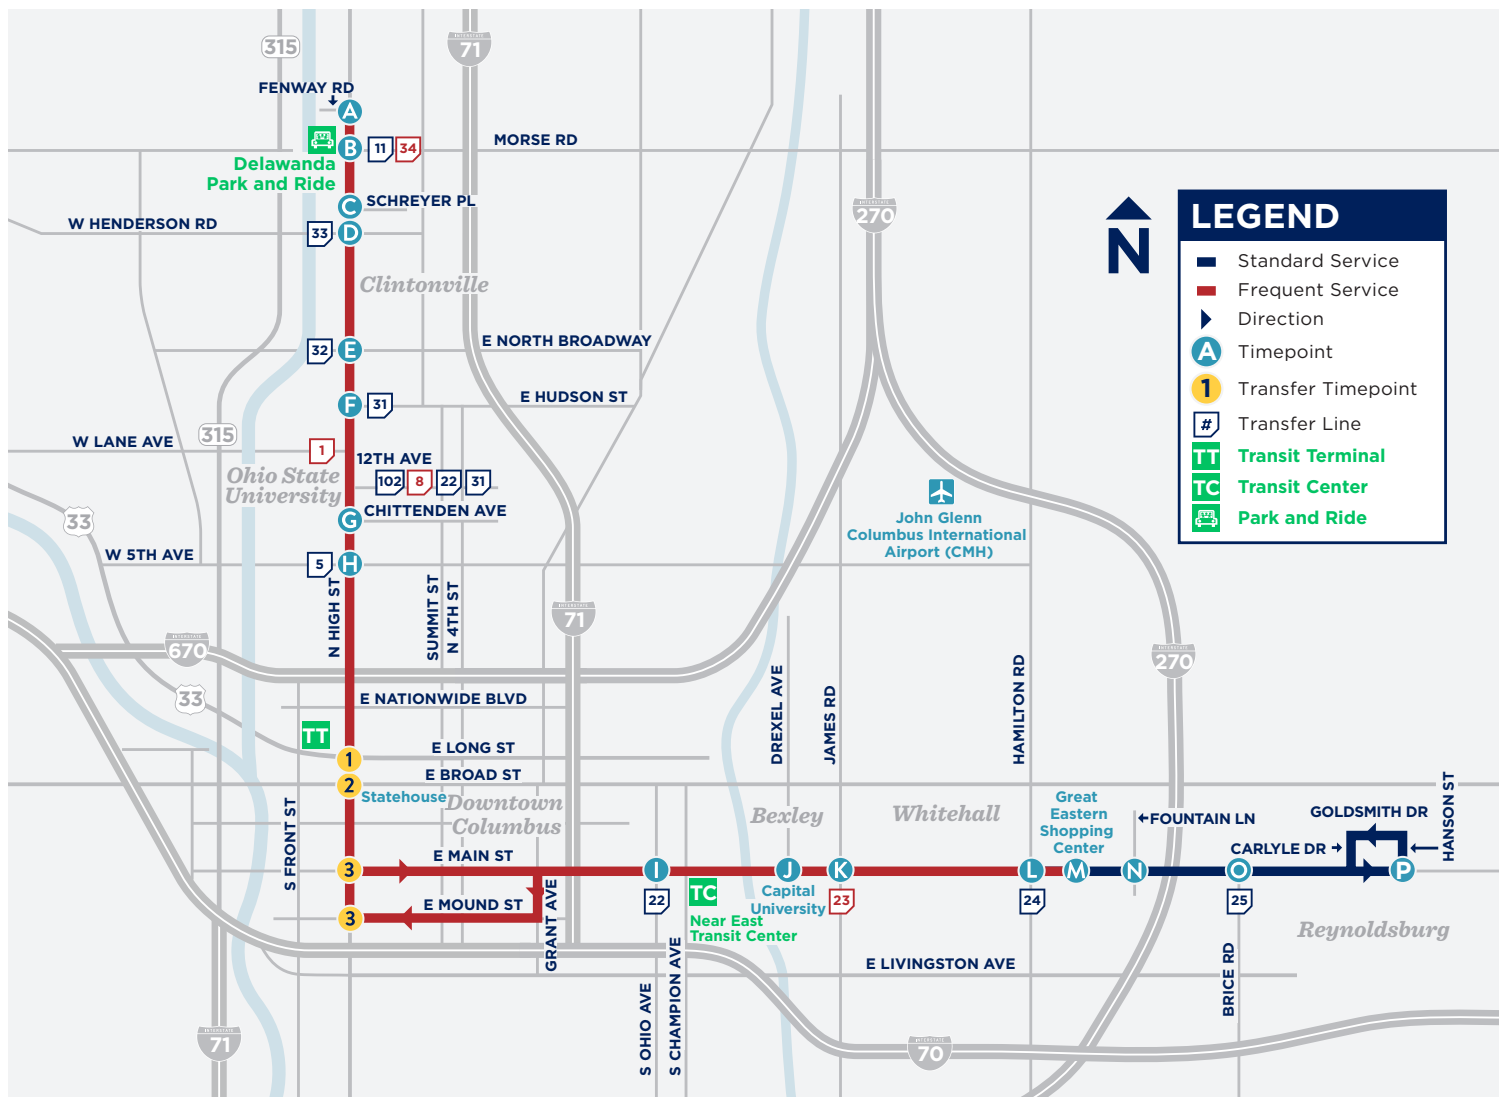 315
INTERSTATE
71
FENWAY RD
A
B
11
34
MORSE RD
Delawanda
Park and Ride
C
SCHREYER PL
W HENDERSON RD
33
D
INTERSTATE
270
N
LEGEND
Standard Service
Frequent Service
Direction
A
Timepoint
1
Transfer Timepoint
#
Transfer Line
TT
Transit Terminal
TC
Transit Center
Park and Ride
Clintonville
32
E
E NORTH BROADWAY
F
31
E HUDSON ST
315
W LANE AVE
1
12TH AVE
Ohio State
University
102
8
22
31
G
CHITTENDEN AVE
33
John Glenn
Columbus International
Airport (CMH)
W 5TH AVE
5
H
N HIGH ST
SUMMIT ST
N 4TH ST
INTERSTATE
71
INTERSTATE
670
INTERSTATE
270
33
E NATIONWIDE BLVD
DREXEL AVE
JAMES RD
HAMILTON RD
TT
1
E LONG ST
2
E BROAD ST
Statehouse
Downtown
Columbus
Bexley
Whitehall
Great
Eastern
Shopping
Center
FOUNTAIN LN
GOLDSMITH DR
HANSON ST
CARLYLE DR
S FRONT ST
3
E MAIN ST
I
J
K
L
M
N
O
P
22
TC
Capital
University
23
24
25
3
E MOUND ST
GRANT AVE
Near East
Transit Center
Reynoldsburg
E LIVINGSTON AVE
S OHIO AVE
S CHAMPION AVE
BRICE RD
INTERSTATE
71
INTERSTATE
70